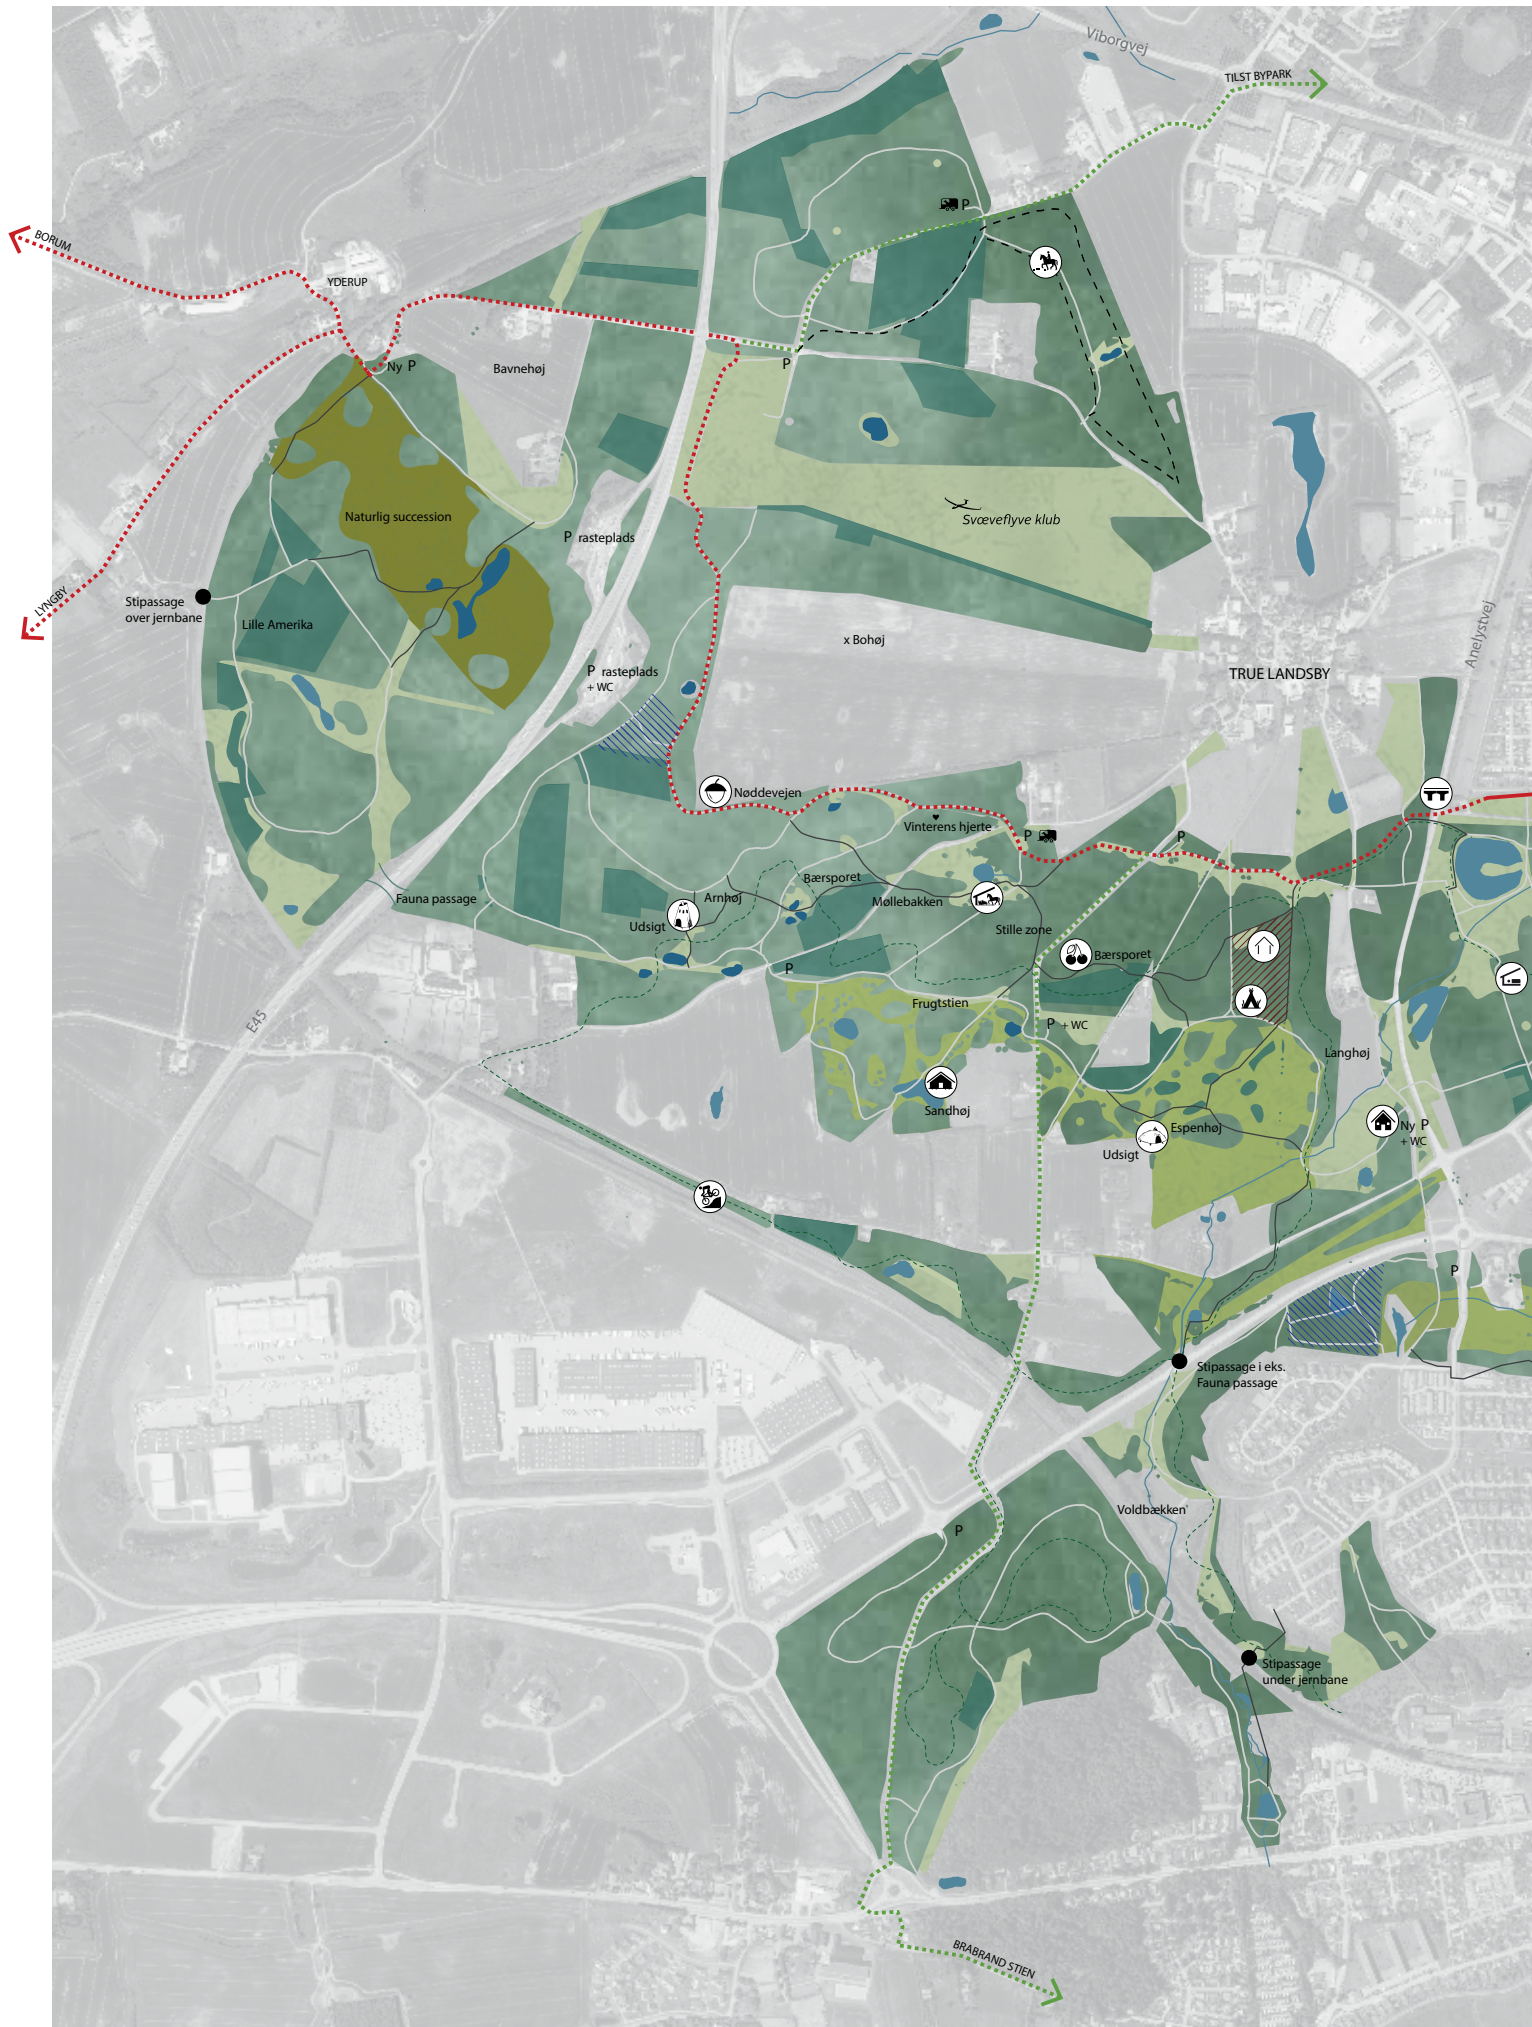 Viborgvej
TILST BYPARK
P
BORUM
YDERUP
Ny P
Bavnehøj
P
Naturlig succession
Svæveflyve klub
P rasteplads
LYNGBY
Stipassage
over jernbane
Lille Amerika
x Bohøj
Anelystvej
TRUE LANDSBY
P rasteplads
+ WC
Nøddevejen
Vinterens hjerte
P
P
Bærsporet
Arnhøj
Fauna passage
Møllebakken
Udsigt
Stille zone
Bærsporet
P
Frugtstien
P + WC
E45
Langhøj
Sandhøj
Espenhøj
Ny P
+ WC
Udsigt
P
Stipassage i eks.
Fauna passage
Voldbækken
P
Stipassage
under jernbane
BRABRAND STIEN